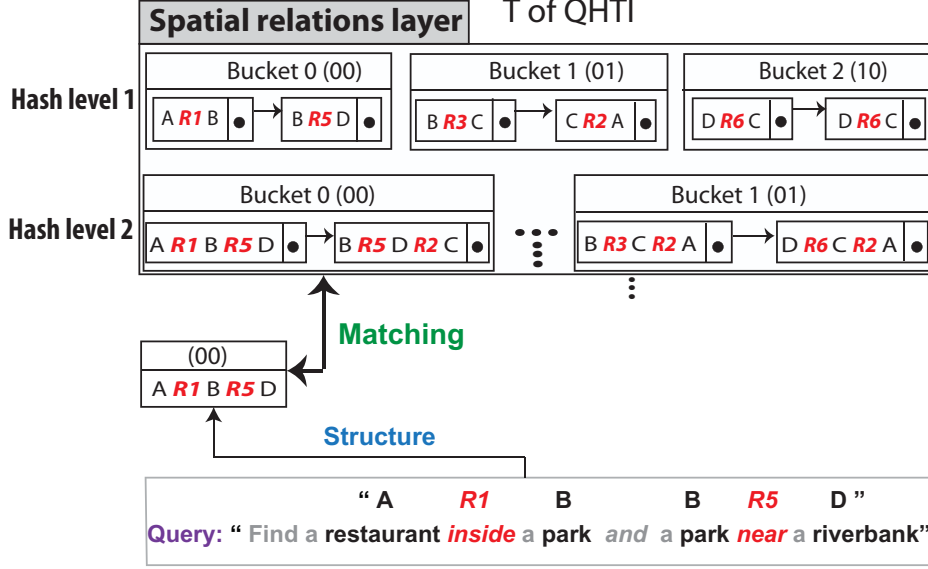 T of QHTI
Spatial relations layer
Hash level 1
Bucket 0 (00)
A R1 B
B R5 D
Bucket 1 (01)
B R3 C
C R2 A
Bucket 2 (10)
D R6 C
D R6 C
Hash level 2
Bucket 0 (00)
A R1 B R5 D
B R5 D R2 C
Bucket 1 (01)
B R3 C R2 A
D R6 C R2 A
Matching
(00)
A R1 B R5 D
Structure
“ A R1 B B R5 D ”
Query: “ Find a restaurant inside a park and a park near a riverbank”